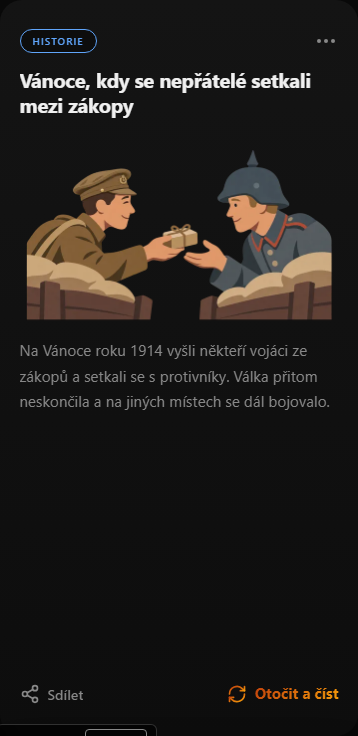 HISTORIE
Vánoce, kdy se nepřátelé setkali
mezi zákopy
Na Vánoce roku 1914 vyšli někteří vojáci ze
zákopů a setkali se s protivníky. Válka přitom
neskončila a na jiných místech se dál bojovalo.
Sdílet
Otočit a číst